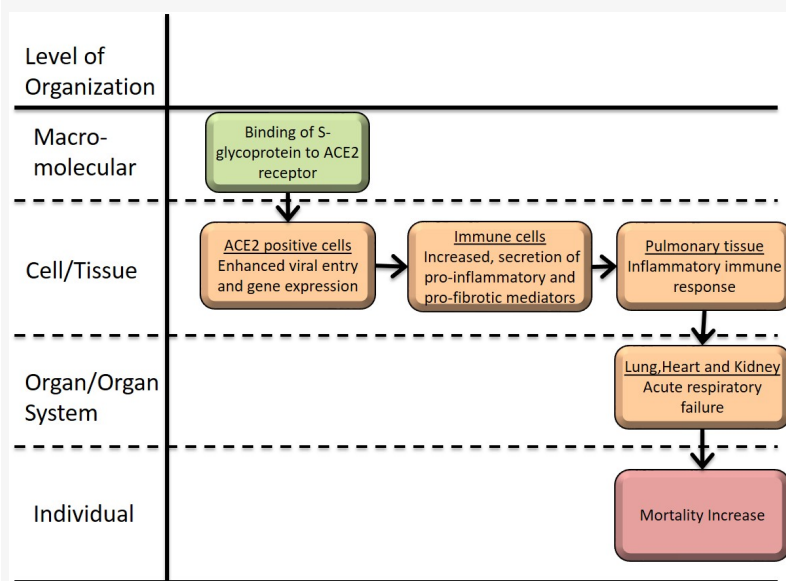 Level of
Organization
Macro-
molecular
Binding of S-
glycoprotein to ACE2
receptor
Cell/Tissue
ACE2 positive cells
Enhanced viral entry
and gene expression
Immune cells
Increased, secretion of
pro-inflammatory and
pro-fibrotic mediators
Pulmonary tissue
Inflammatory immune
response
Organ/Organ
System
Lung,Heart and Kidney
Acute respiratory
failure
Individual
Mortality Increase